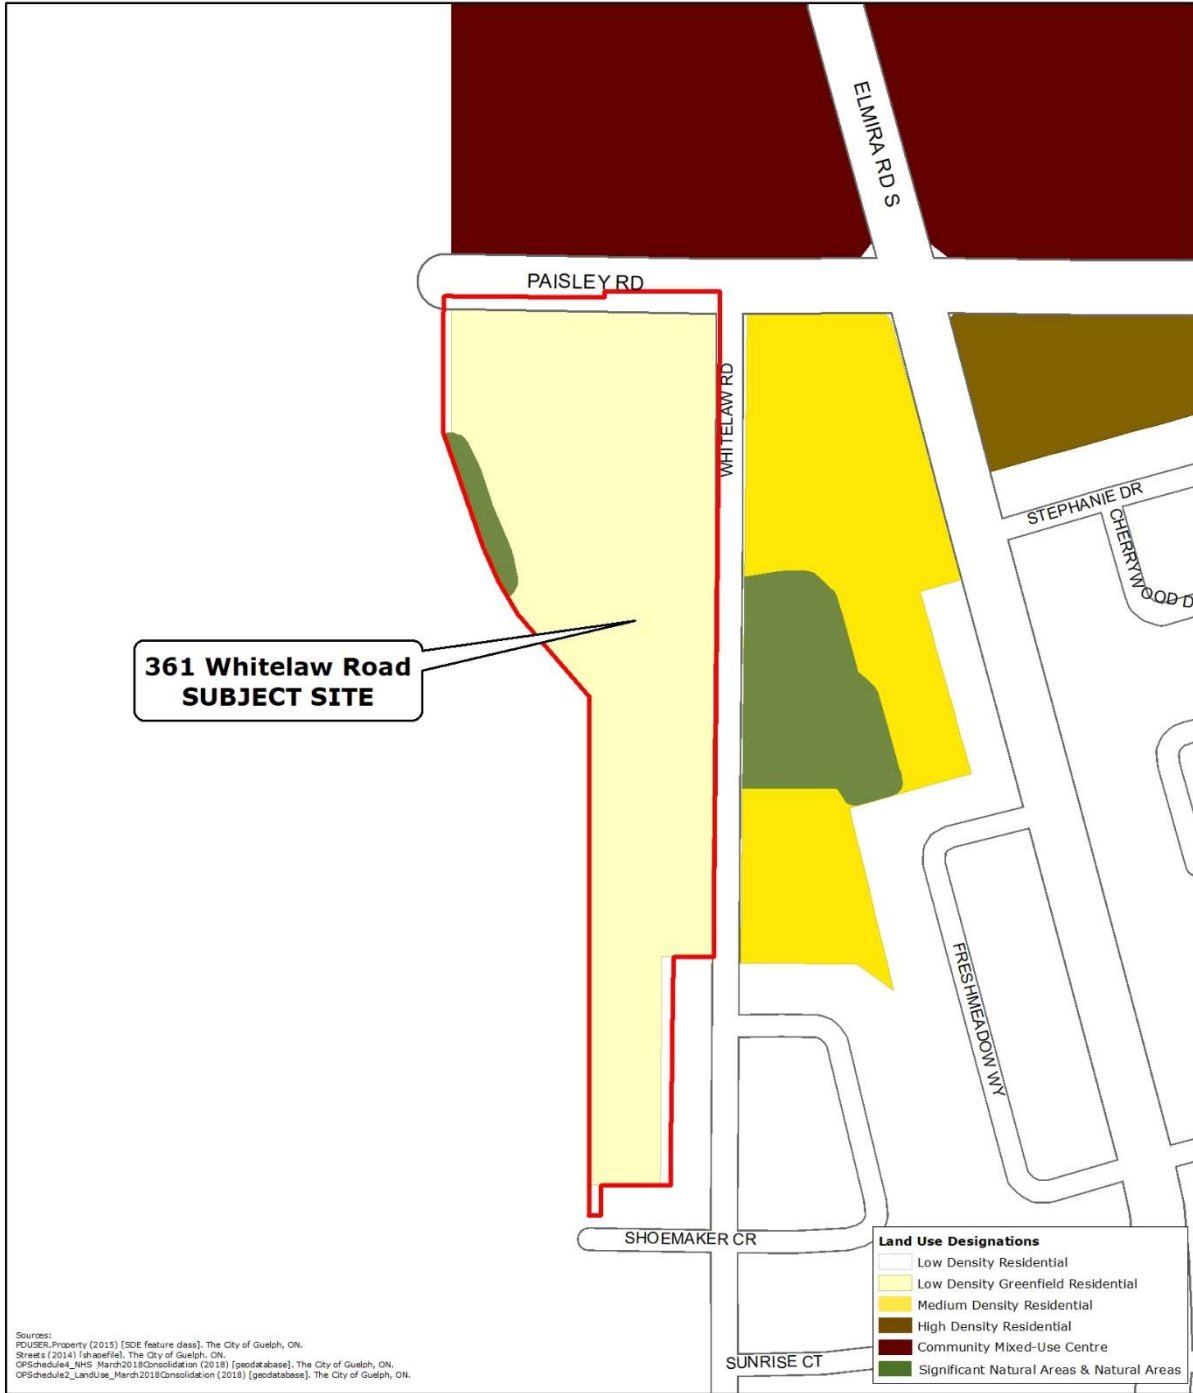 ELMIRA RD S
PAISLEY RD
WHITELAW RD
STEPHANIE DR
CHERRYWOOD D
361 Whitelaw Road
SUBJECT SITE
FRESHMEADOW WY
SHOEMAKER CR
SUNRISE CT
Land Use Designations
Low Density Residential
Low Density Greenfield Residential
Medium Density Residential
High Density Residential
Community Mixed-Use Centre
Significant Natural Areas & Natural Areas
Sources:
PDUSER.Property (2015) [SDE feature class]. The City of Guelph, ON.
Streets (2014) [shapefile]. The City of Guelph, ON.
OPSchedule4_NHS_March2018Consolidation (2018) [geodatabase]. The City of Guelph, ON.
OPSchedule2_LandUse_March2018Consolidation (2018) [geodatabase]. The City of Guelph, ON.